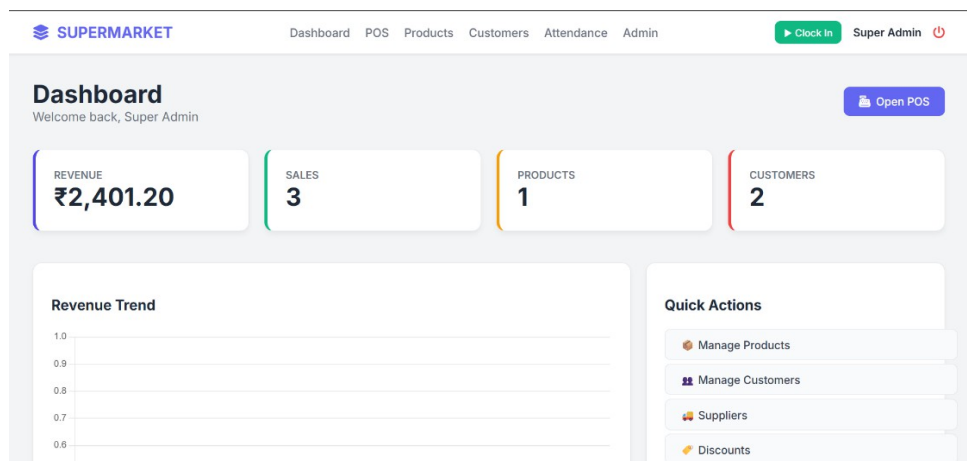 SUPERMARKET
Dashboard POS Products Customers Attendance Admin
Clock In
Super Admin
Dashboard
Welcome back, Super Admin
Open POS
REVENUE
₹2,401.20
SALES
3
PRODUCTS
1
CUSTOMERS
2
Revenue Trend
1.0
0.9
0.8
0.7
0.6
Quick Actions
Manage Products
Manage Customers
Suppliers
Discounts